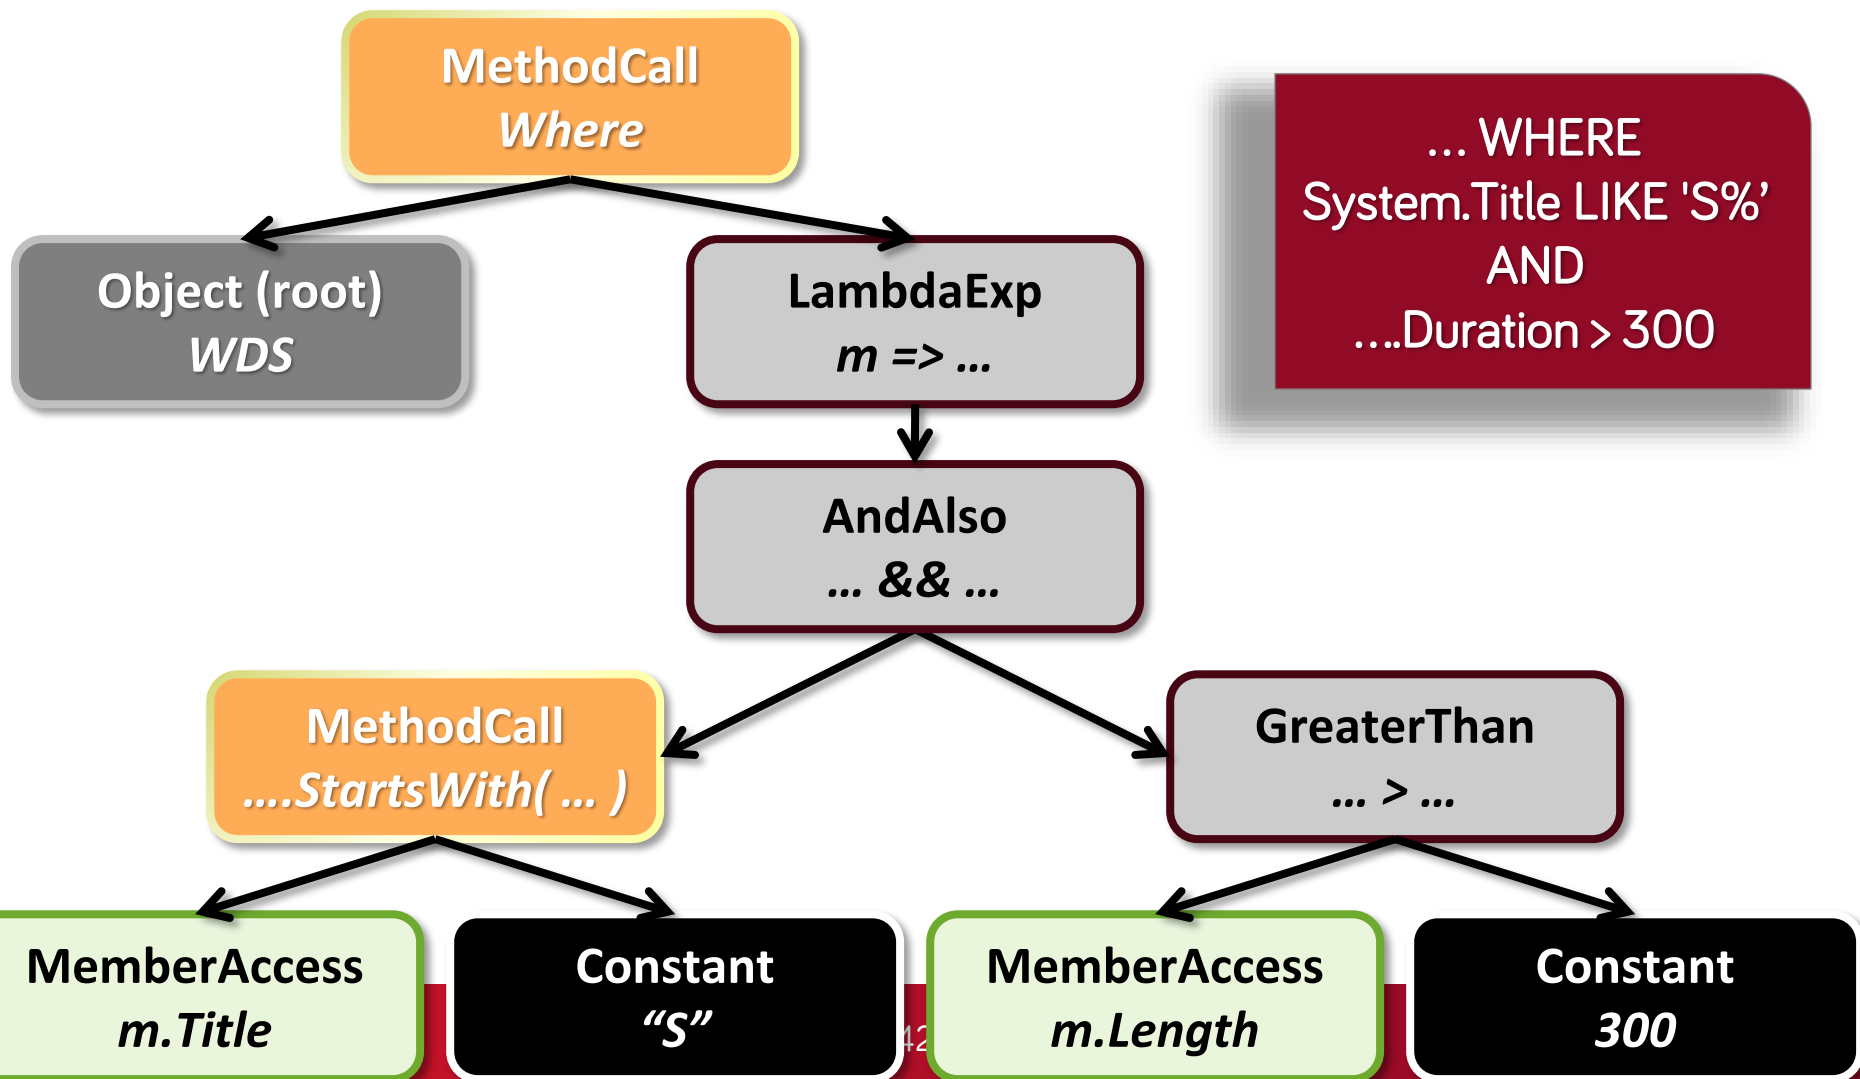 MethodCall
Where
… WHERE
System.Title LIKE 'S%’
AND
….Duration > 300
Object (root)
WDS
LambdaExp
m => …
AndAlso
… && …
MethodCall
….StartsWith( … )
GreaterThan
… > …
MemberAccess
m.Title
Constant
“S”
42
MemberAccess
m.Length
Constant
300